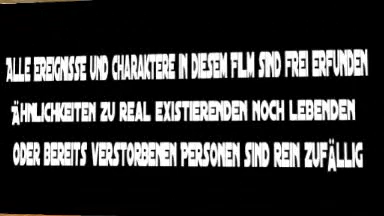 Alle Ereignisse und Charaktere in diesem Film sind frei erfunden
Ähnlichkeiten zu real existierenden noch lebenden
oder bereits verstorbenen Personen sind rein zufällig